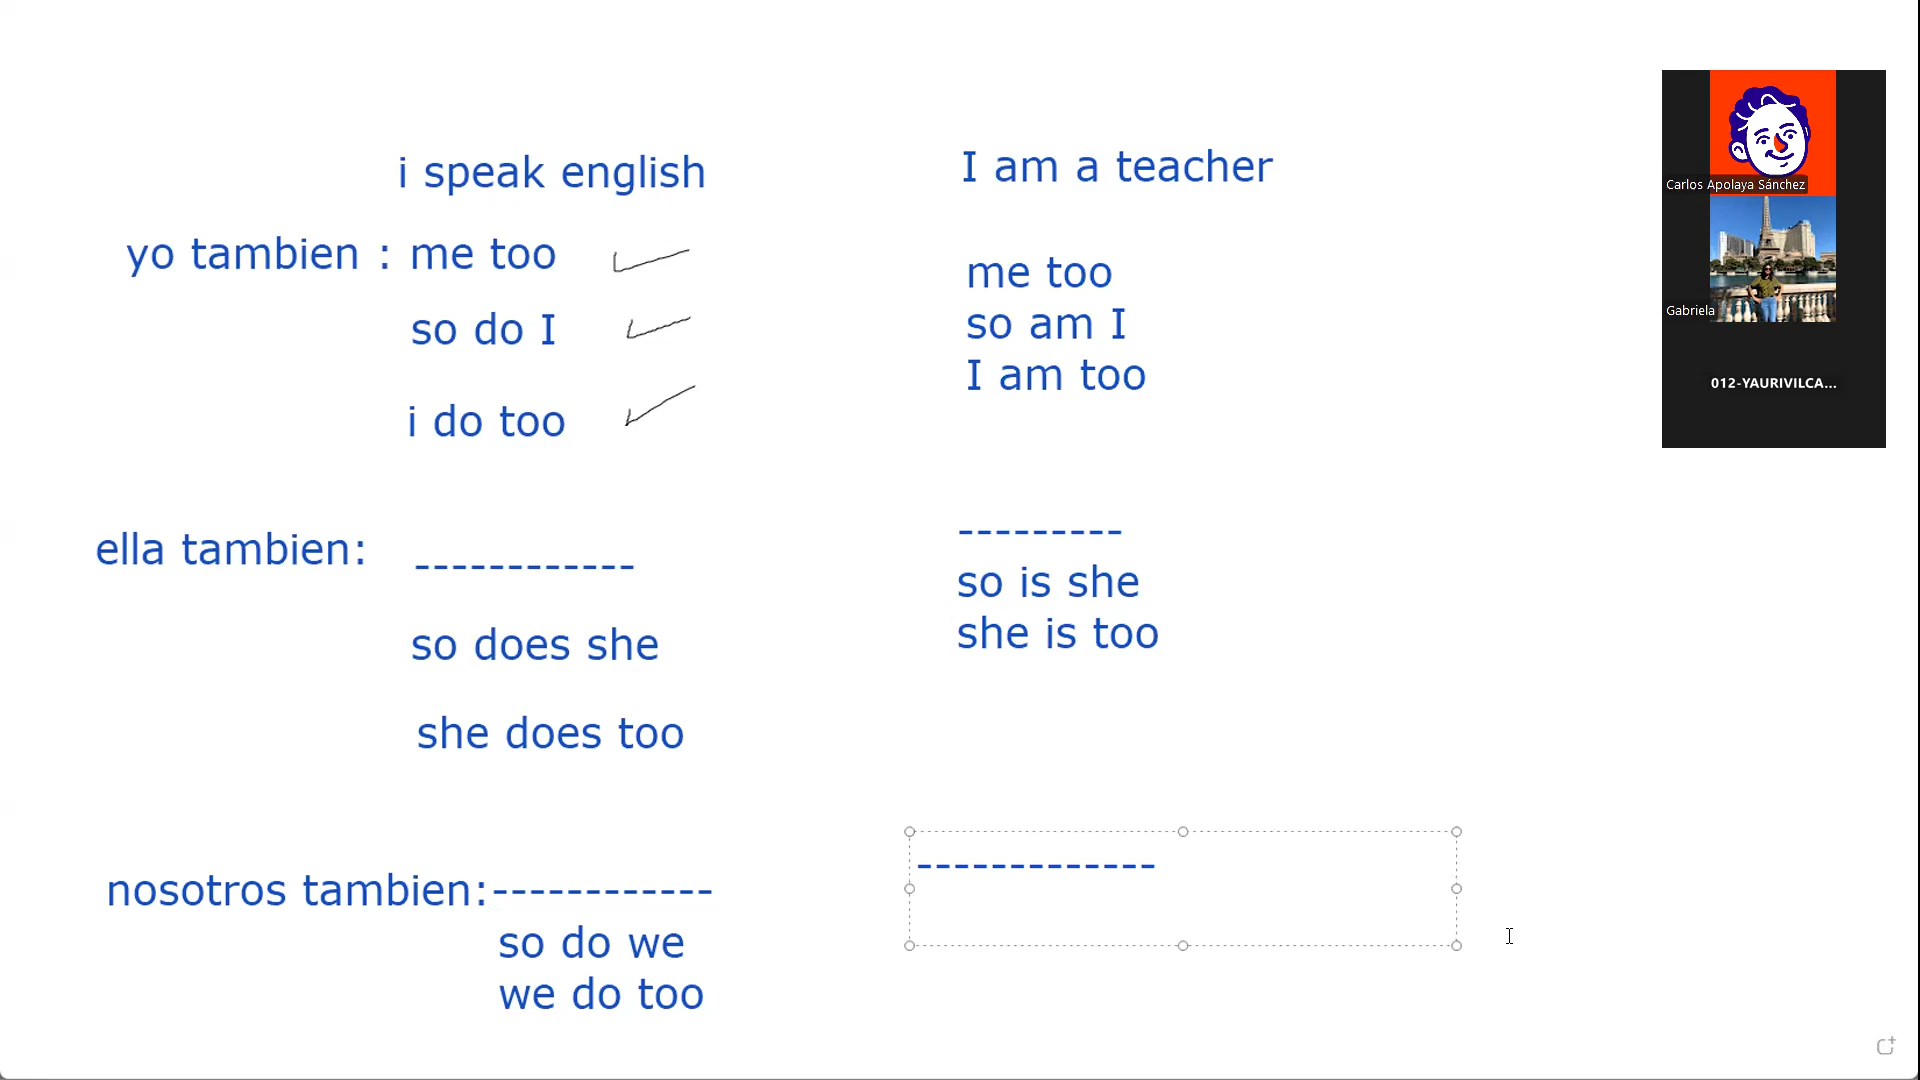 i speak english
yo tambien : me too
so do I
i do too
ella tambien: ------------
so does she
she does too
nosotros tambien:------------
so do we
we do too
I am a teacher
me too
so am I
I am too
---------
so is she
she is too
-------------
Carlos Apolaya Sánchez
Gabriela
012-YAURIVILCA...